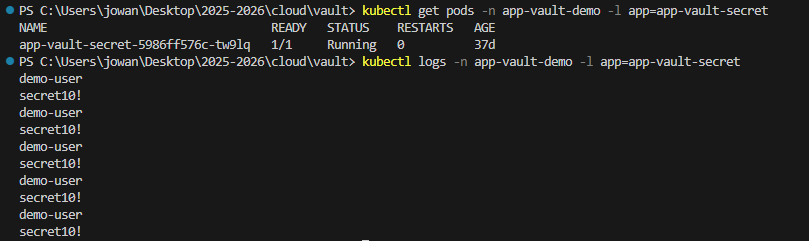 PS C:\Users\jowan\Desktop\2025-2026\cloud\vault> kubectl get pods -n app-vault-demo -l app=app-vault-secret
NAME READY STATUS RESTARTS AGE
app-vault-secret-5986ff576c-tw9lq 1/1 Running 0 37d
PS C:\Users\jowan\Desktop\2025-2026\cloud\vault> kubectl logs -n app-vault-demo -l app=app-vault-secret
demo-user
secret10!
demo-user
secret10!
demo-user
secret10!
demo-user
secret10!
demo-user
secret10!